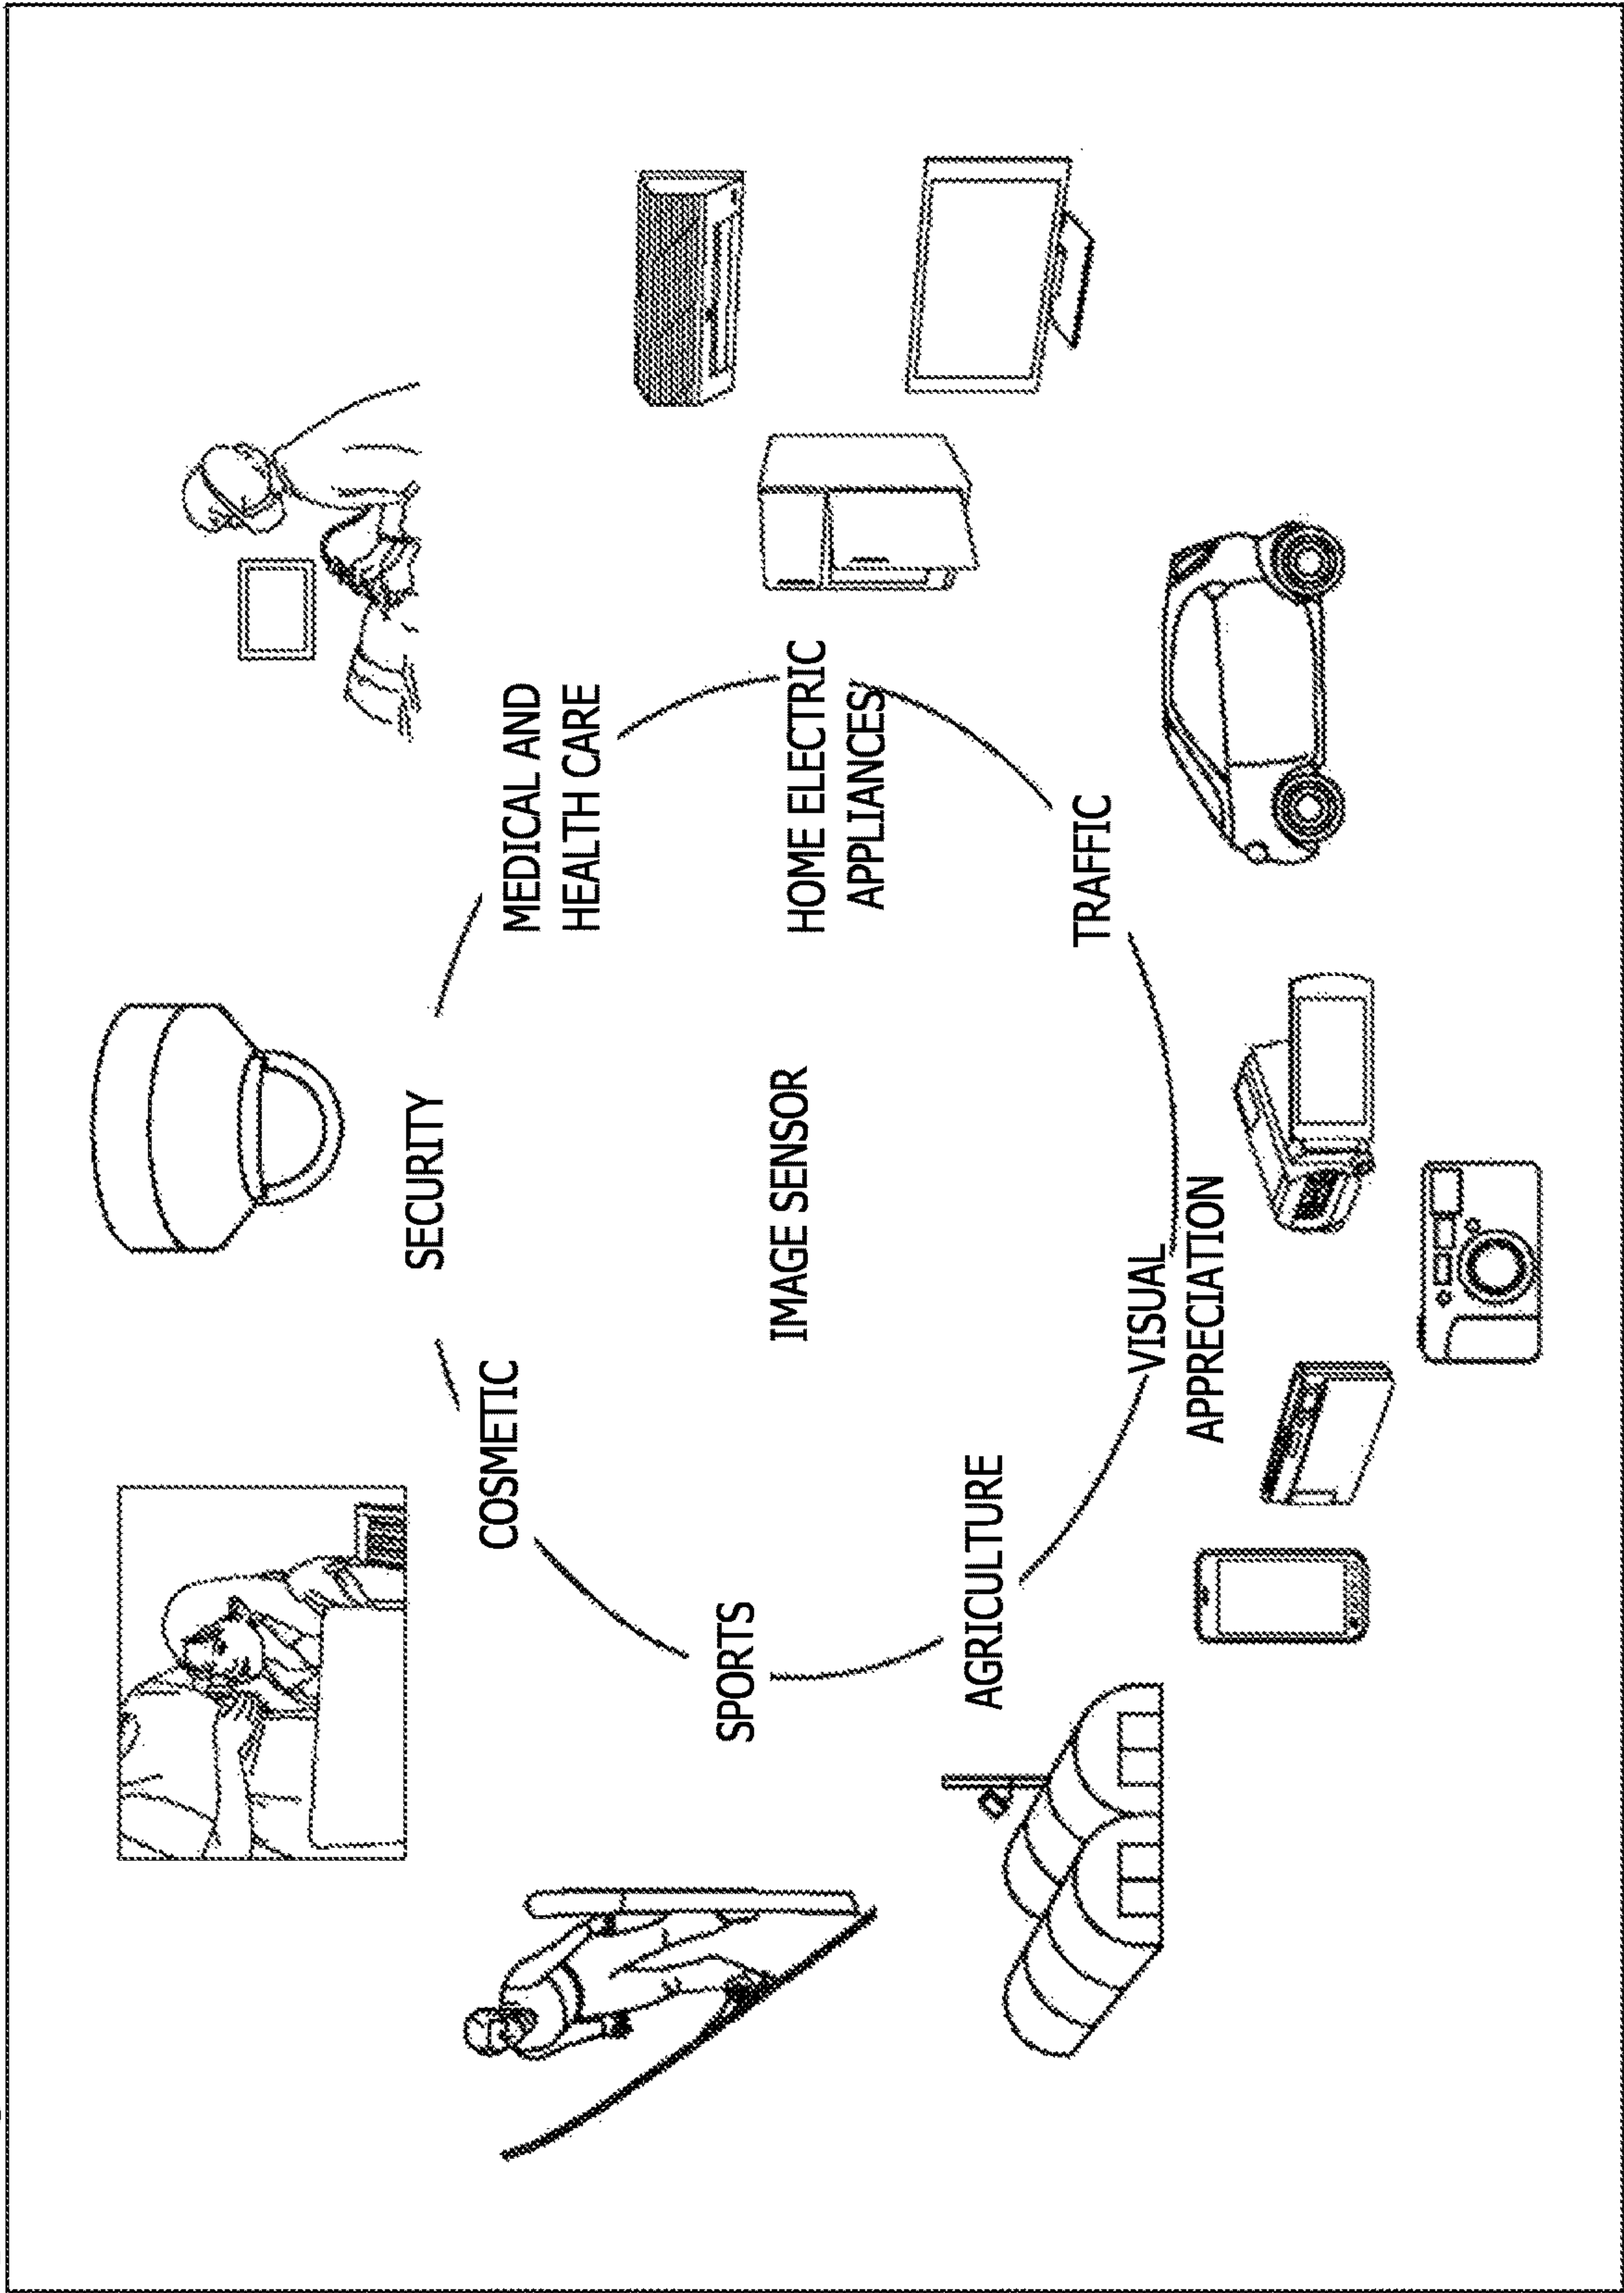 SECURITY
COSMETIC
MEDICAL AND
HEALTH CARE
SPORTS
IMAGE SENSOR
HOME ELECTRIC
APPLIANCES
AGRICULTURE
TRAFFIC
VISUAL
APPRECIATION